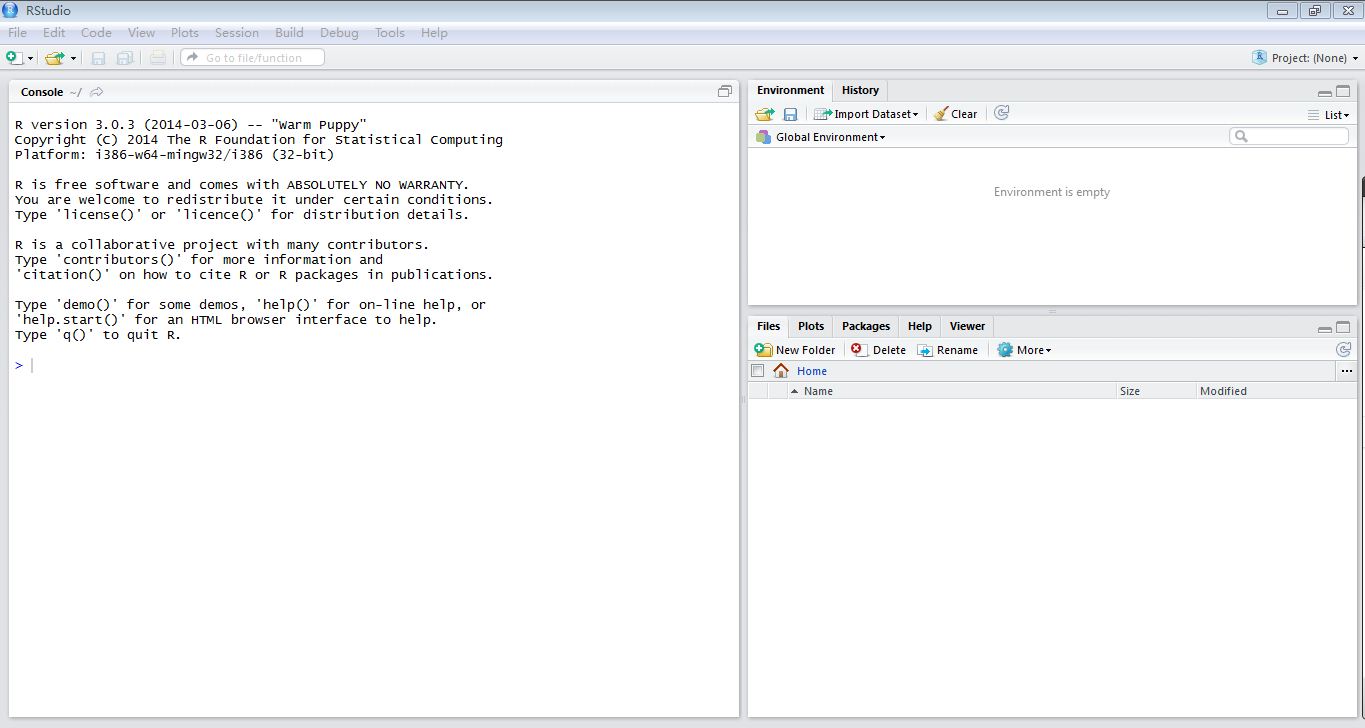 RStudio
File Edit Code View Plots Session Build Debug Tools Help
Go to file/function Project: (None)
Console ~/
R version 3.0.3 (2014-03-06) -- "Warm Puppy"
Copyright (C) 2014 The R Foundation for Statistical Computing
Platform: i386-w64-mingw32/i386 (32-bit)
R is free software and comes with ABSOLUTELY NO WARRANTY.
You are welcome to redistribute it under certain conditions.
Type 'license()' or 'licence()' for distribution details.
R is a collaborative project with many contributors.
Type 'contributors()' for more information and
'citation()' on how to cite R or R packages in publications.
Type 'demo()' for some demos, 'help()' for on-line help, or
'help.start()' for an HTML browser interface to help.
Type 'q()' to quit R.
>
Environment History
Import Dataset Clear List
Global Environment
Environment is empty
Files Plots Packages Help Viewer
New Folder Delete Rename More
Home ...
Name Size Modified